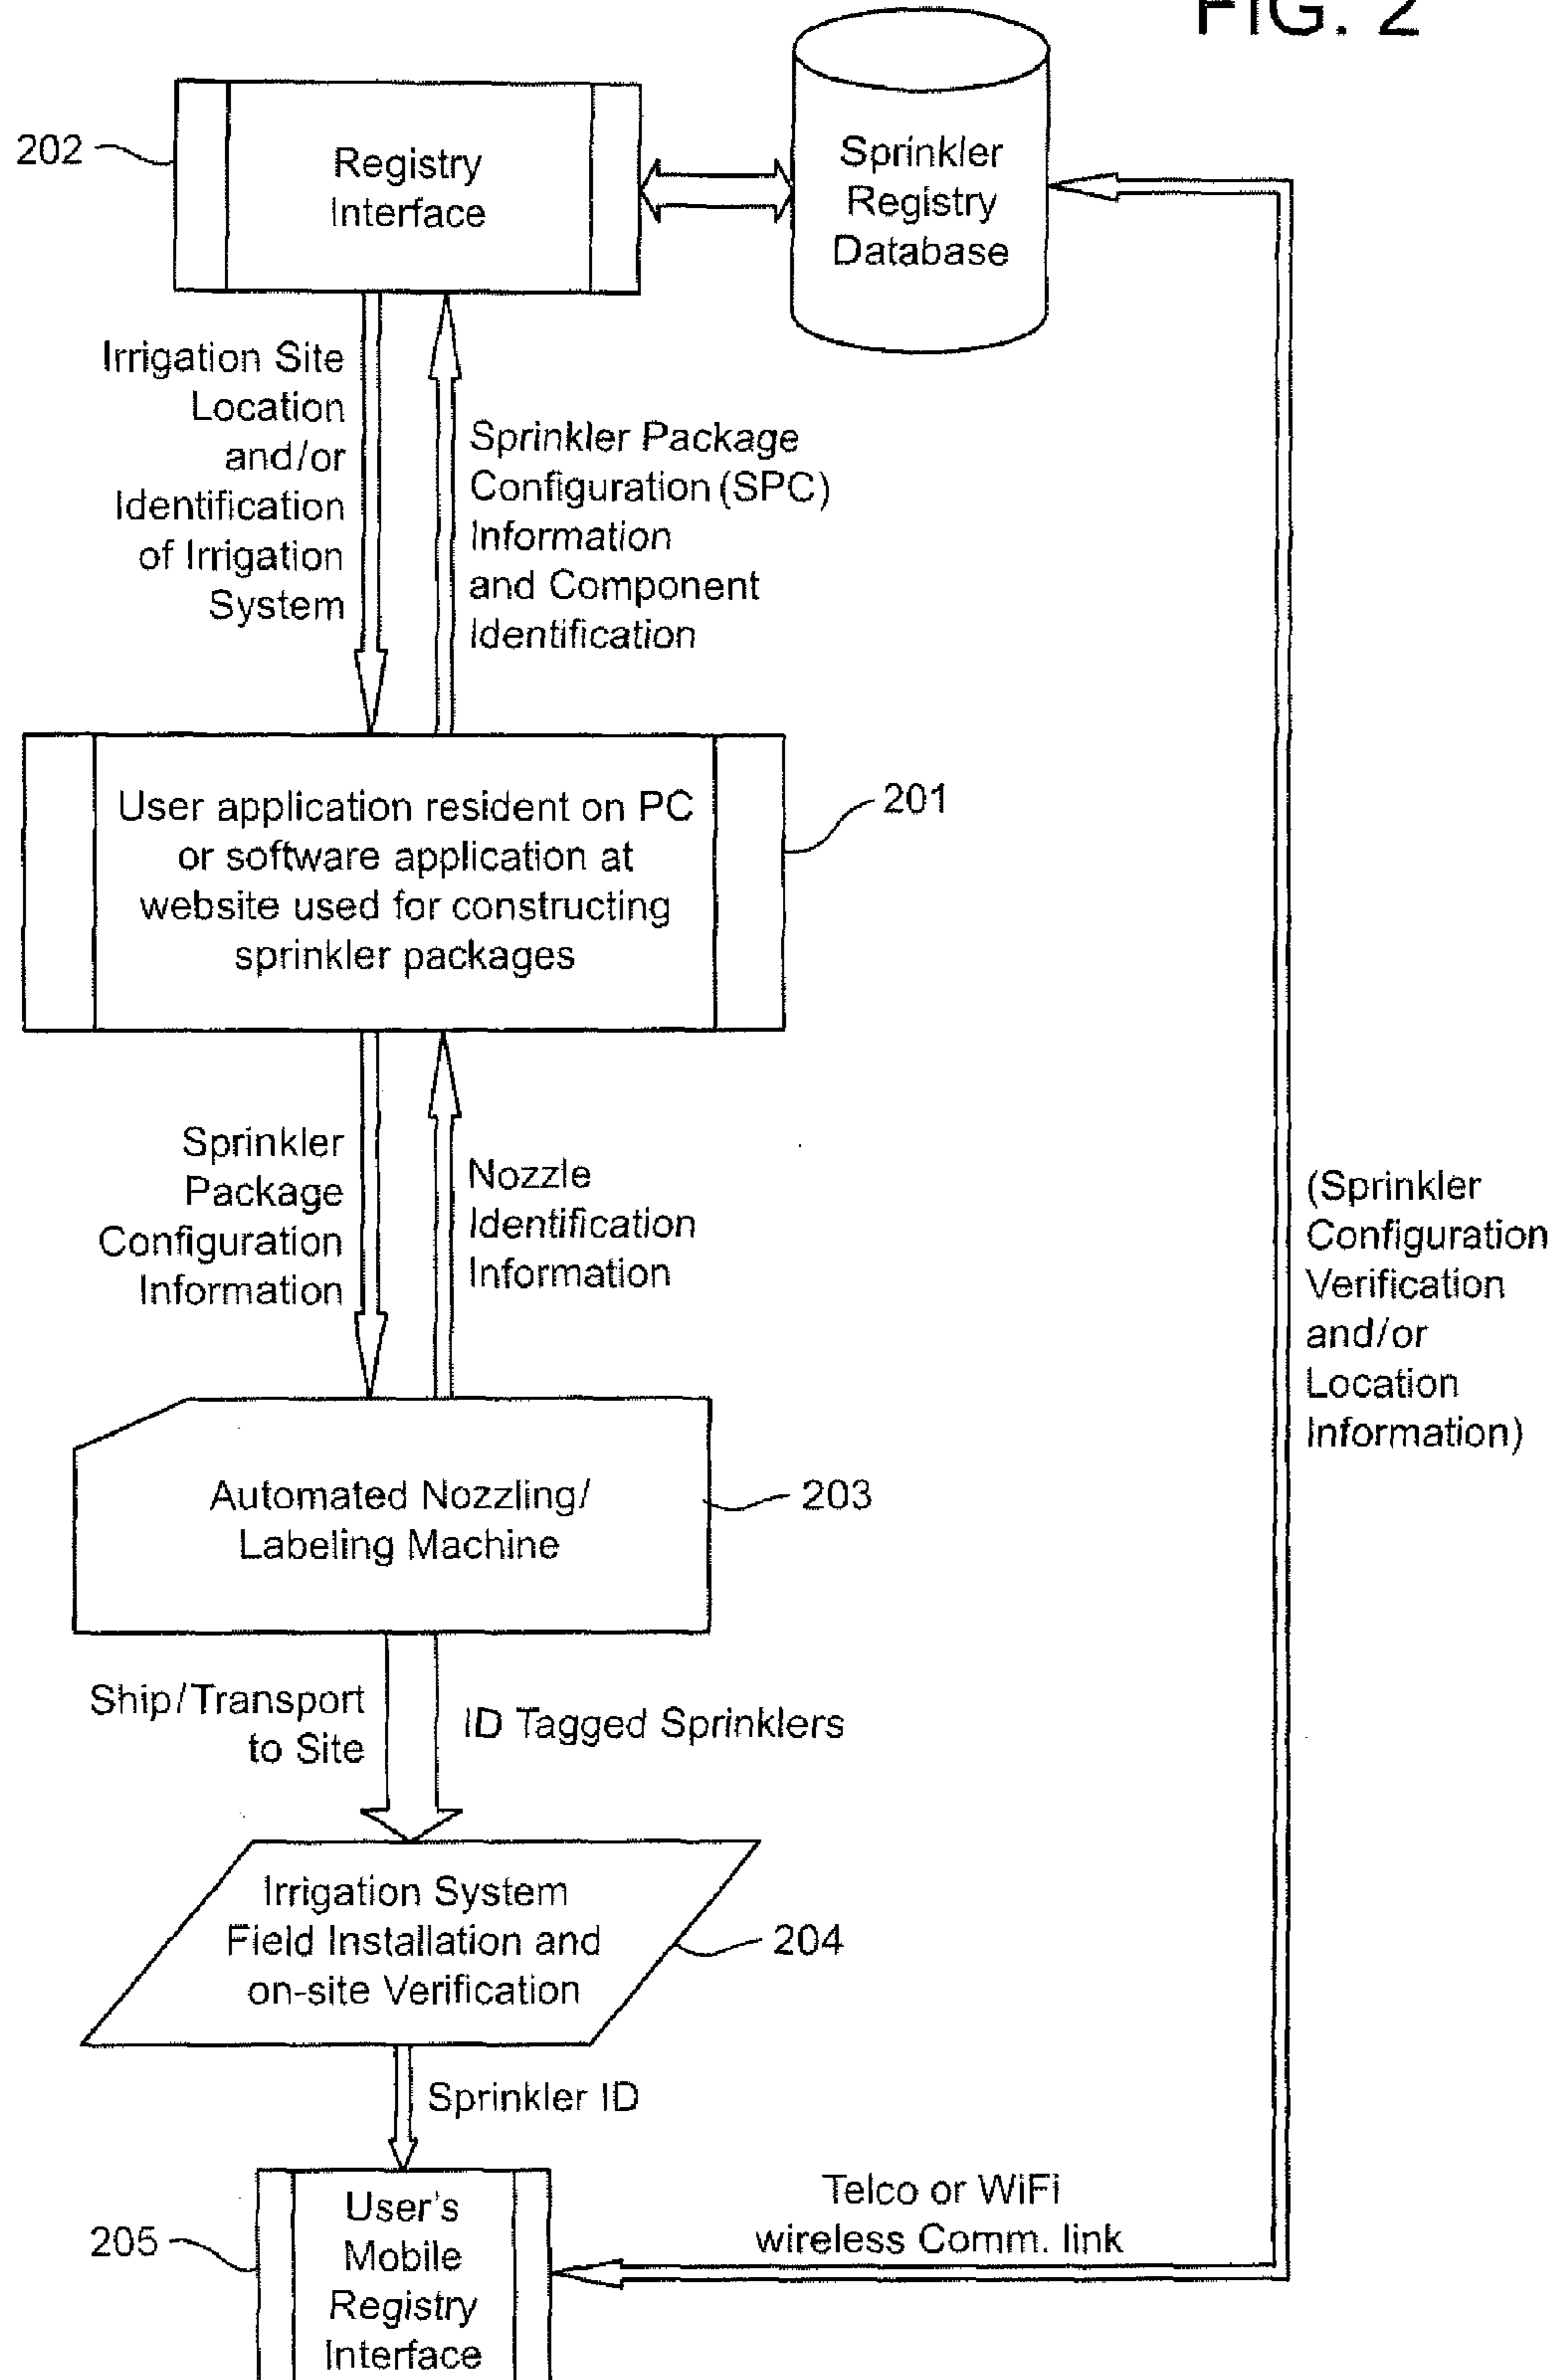 FIG. 2
202
Registry
Interface
Sprinkler
Registry
Database
Irrigation Site
Location
and/or
Identification
of Irrigation
System
Sprinkler Package
Configuration (SPC)
Information
and Component
Identification
User application resident on PC
or software application at
website used for constructing
sprinkler packages
201
Sprinkler
Package
Configuration
Information
Nozzle
Identification
Information
(Sprinkler
Configuration
Verification
and/or
Location
Information)
Automated Nozzling/
Labeling Machine
203
Ship/Transport
to Site
ID Tagged Sprinklers
Irrigation System
Field Installation and
on-site Verification
204
Sprinkler ID
205
User's
Mobile
Registry
Interface
Telco or WiFi
wireless Comm. link